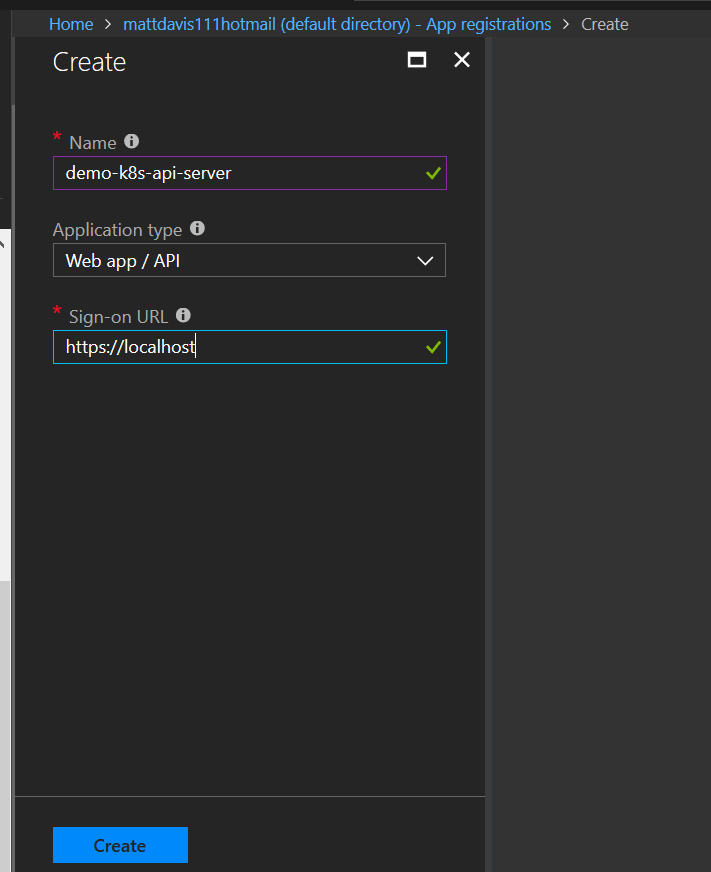 Home > mattdavis111hotmail (default directory) - App registrations > Create
Create
* Name
demo-k8s-api-server
Application type
Web app / API
* Sign-on URL
https://localhost
Create